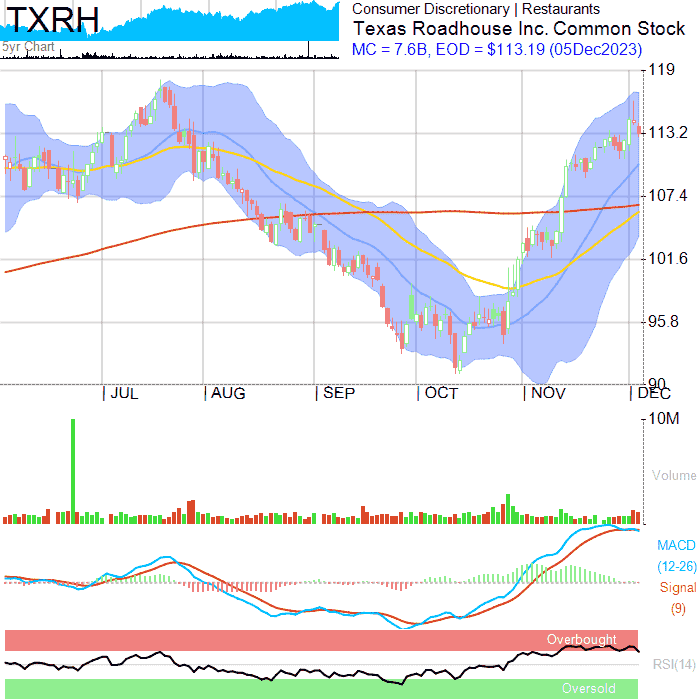 TXRH
5yr Chart
Consumer Discretionary | Restaurants
Texas Roadhouse Inc. Common Stock
MC = 7.6B, EOD = $113.19 (05Dec2023)
119
113.2
107.4
101.6
95.8
90
| JUL | AUG | SEP | OCT | NOV | DEC
10M
Volume
MACD
(12-26)
Signal
(9)
Overbought
RSI(14)
Oversold